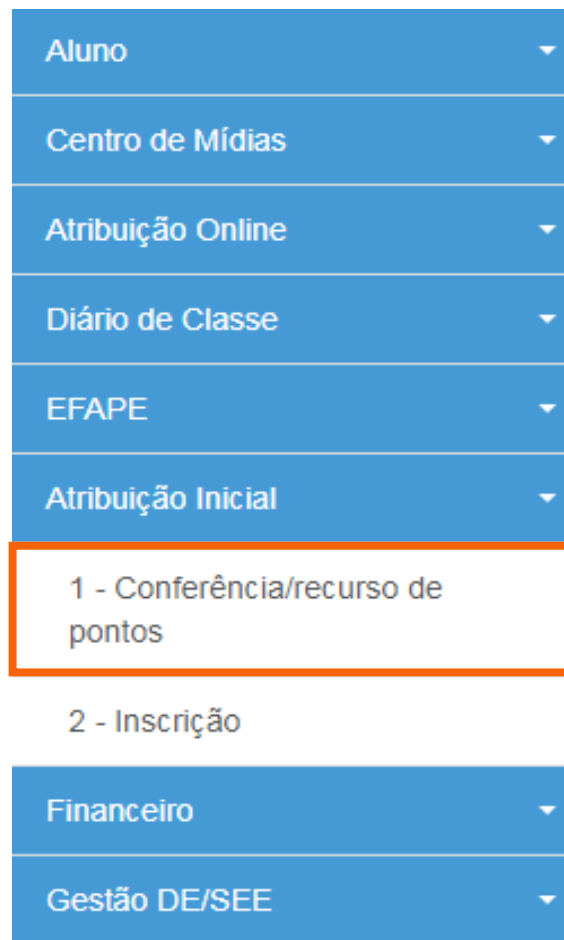 Aluno
Centro de Mídias
Atribuição Online
Diário de Classe
EFAPE
Atribuição Inicial
1 - Conferência/recurso de
pontos
2 - Inscrição
Financeiro
Gestão DE/SEE